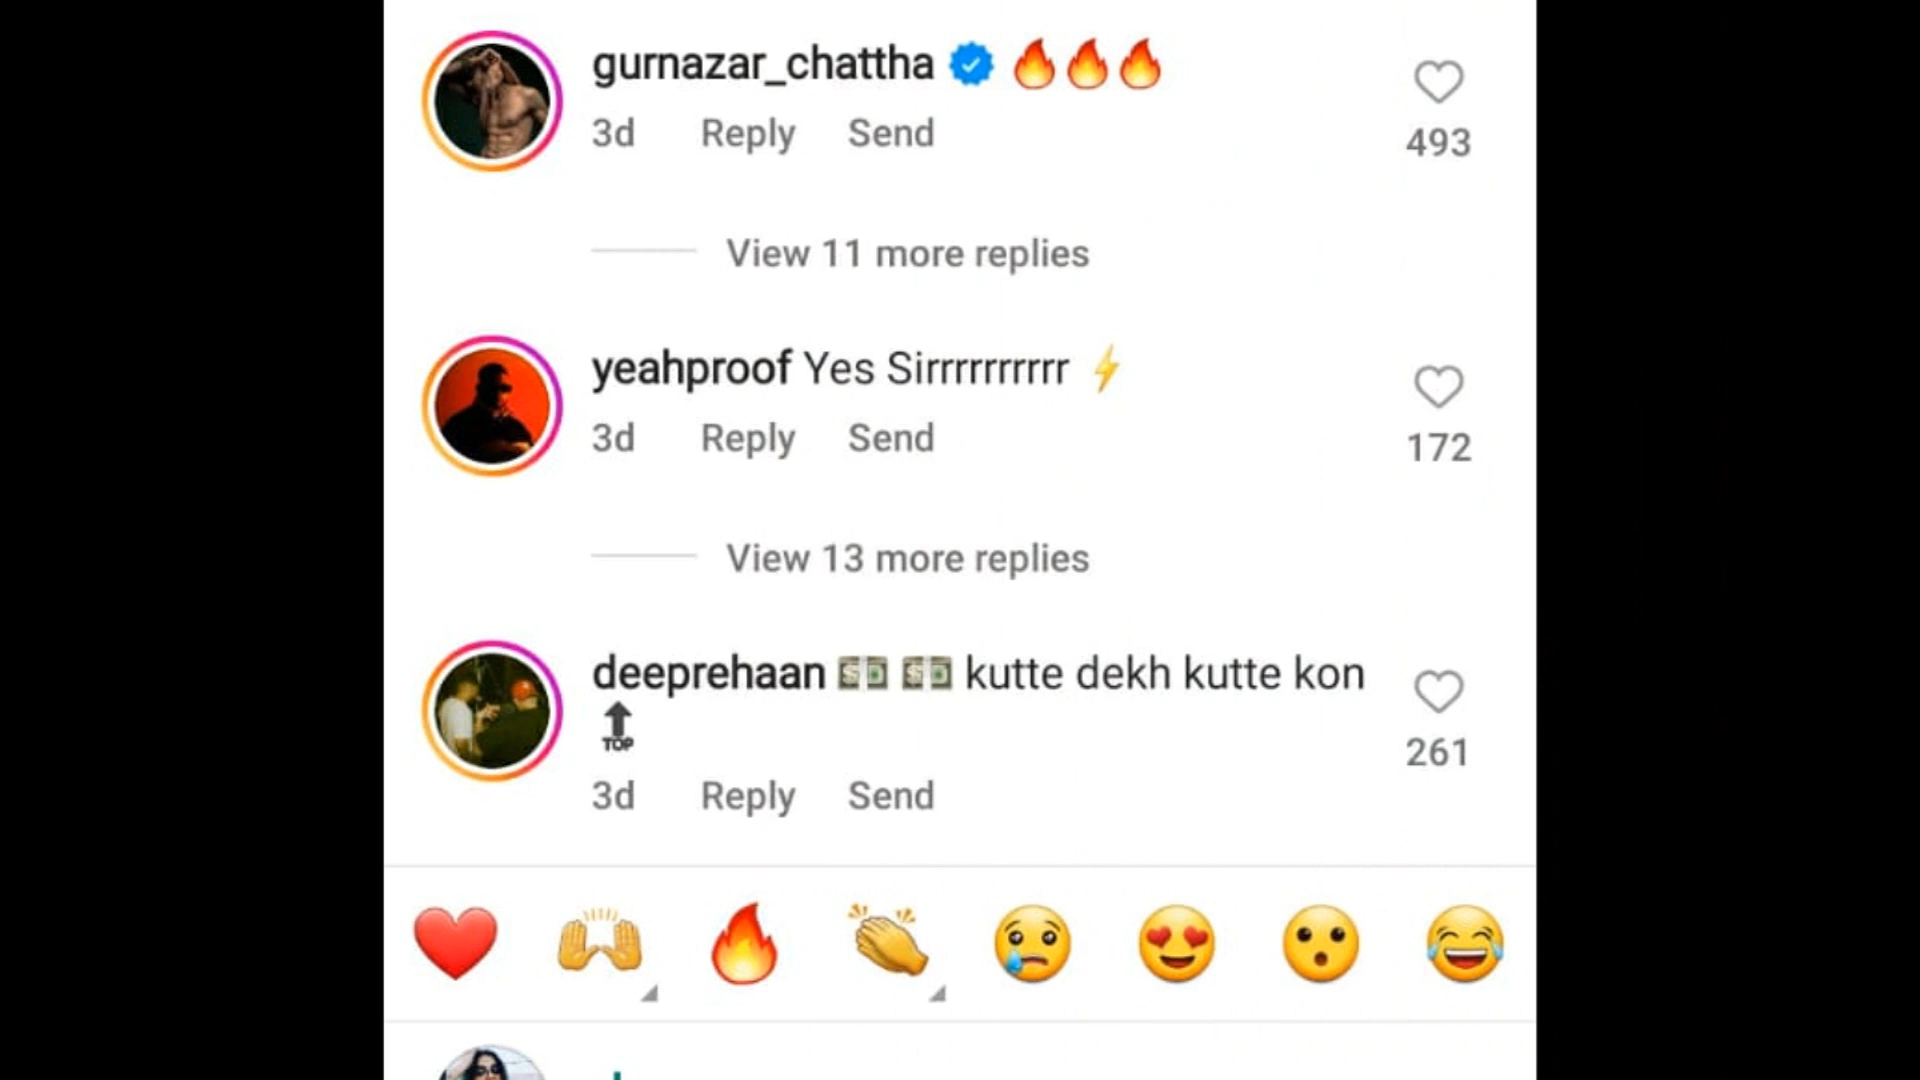 gurnazar_chattha 🔥🔥🔥
493
3d Reply Send
View 11 more replies
yeahproof Yes Sirrrrrrrrrr ⚡
172
3d Reply Send
View 13 more replies
deeprehaan 💵 💵 kutte dekh kutte kon
🔝
261
3d Reply Send